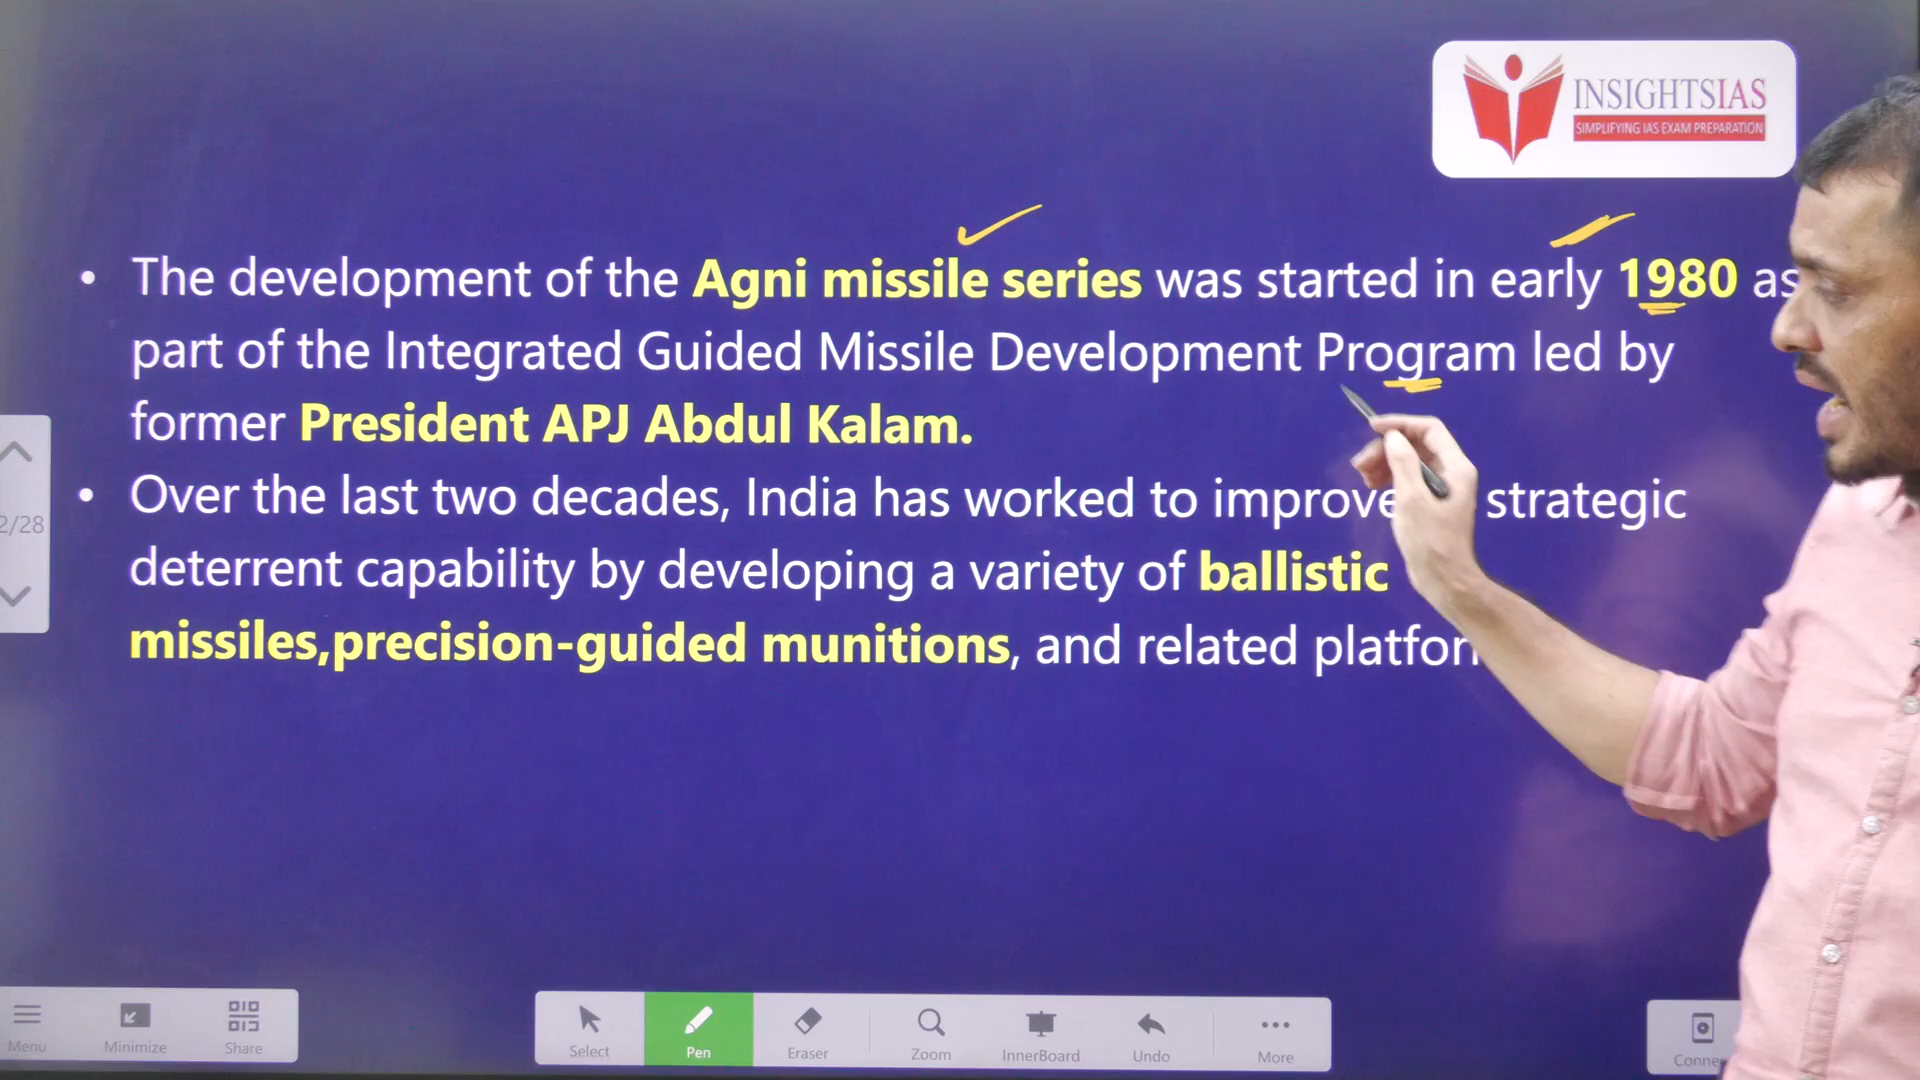 INSIGHTSIAS
SIMPLIFYING IAS EXAM PREPARATION
• The development of the Agni missile series was started in early 1980 as
part of the Integrated Guided Missile Development Program led by
former President APJ Abdul Kalam.
• Over the last two decades, India has worked to improve strategic
deterrent capability by developing a variety of ballistic
missiles,precision-guided munitions, and related
2/28
Menu
Minimize
Share
Select
Pen
Eraser
Zoom
InnerBoard
Undo
More